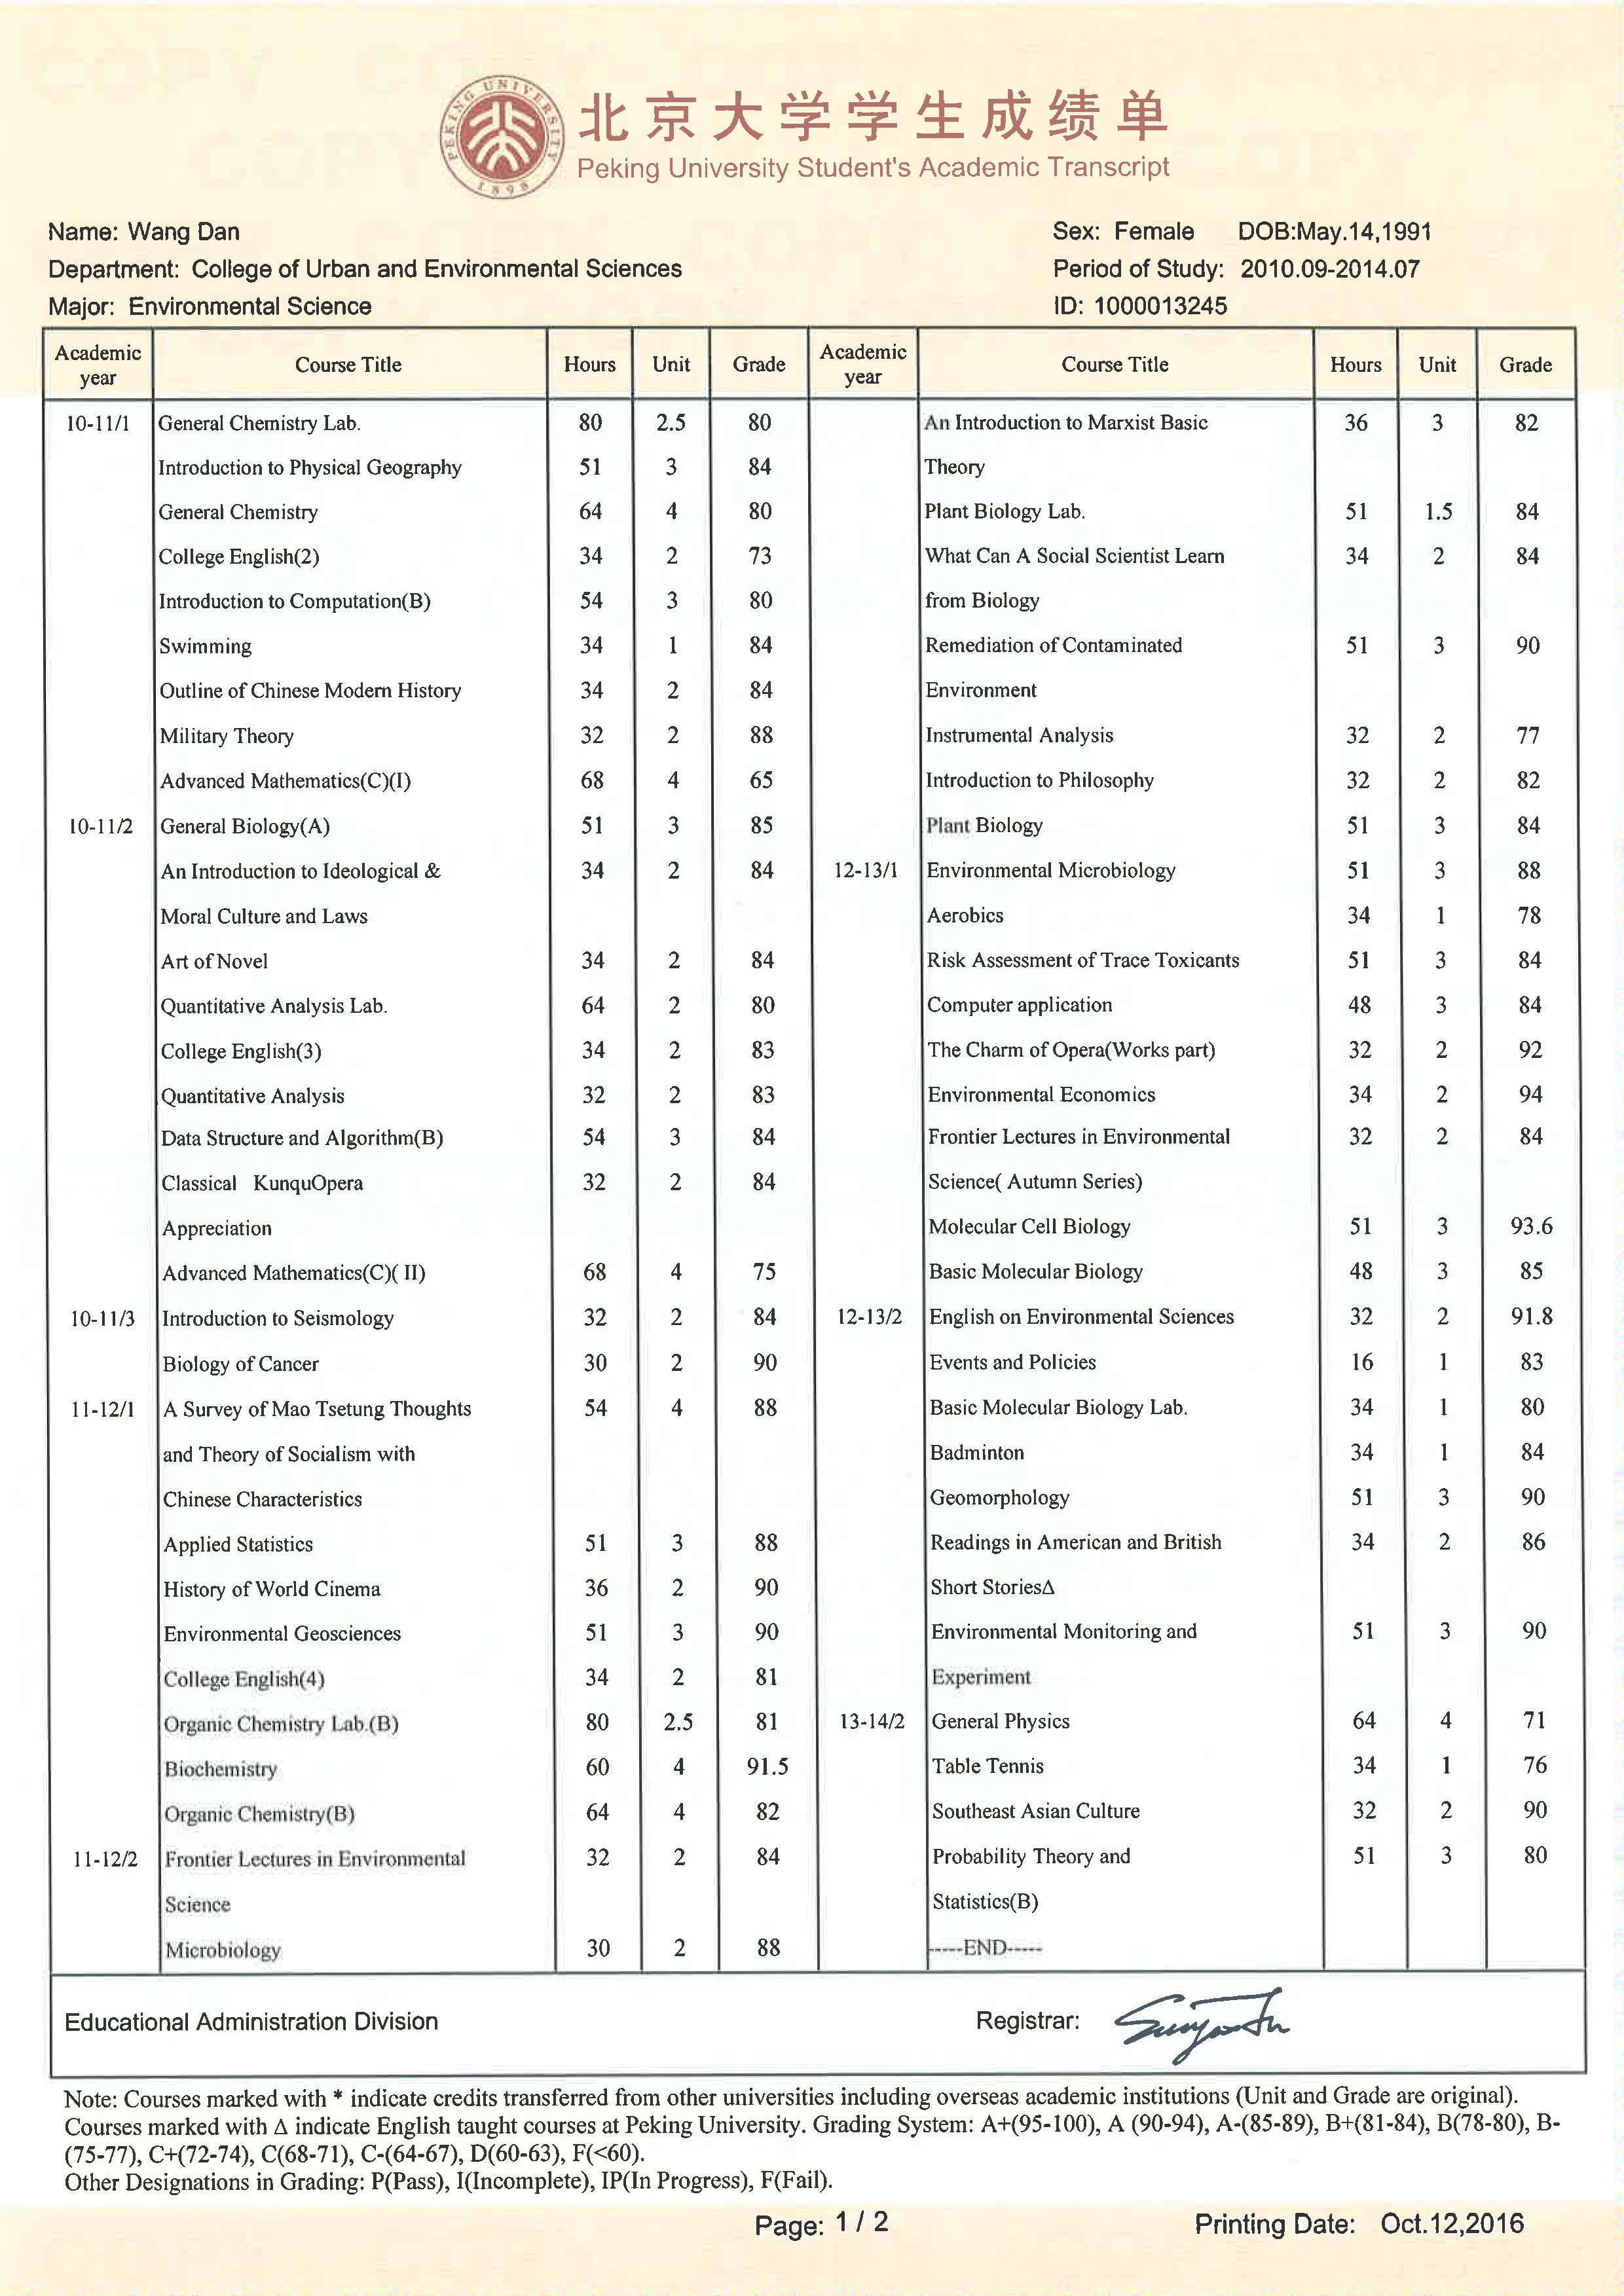 北京大学学生成绩单
Peking University Student's Academic Transcript
PEKING UNIVERSITY
1898
Name: Wang Dan Sex: Female DOB:May.14,1991
Department: College of Urban and Environmental Sciences Period of Study: 2010.09-2014.07
Major: Environmental Science ID: 1000013245
Academic year Course Title Hours Unit Grade Academic year Course Title Hours Unit Grade
10-11/1 General Chemistry Lab. 80 2.5 80
Introduction to Physical Geography 51 3 84
General Chemistry 64 4 80
College English(2) 34 2 73
Introduction to Computation(B) 54 3 80
Swimming 34 1 84
Outline of Chinese Modern History 34 2 84
Military Theory 32 2 88
Advanced Mathematics(C)(I) 68 4 65
10-11/2 General Biology(A) 51 3 85
An Introduction to Ideological & 34 2 84
Moral Culture and Laws
Art of Novel 34 2 84
Quantitative Analysis Lab. 64 2 80
College English(3) 34 2 83
Quantitative Analysis 32 2 83
Data Structure and Algorithm(B) 54 3 84
Classical KunquOpera 32 2 84
Appreciation
Advanced Mathematics(C)( II) 68 4 75
10-11/3 Introduction to Seismology 32 2 84
Biology of Cancer 30 2 90
11-12/1 A Survey of Mao Tsetung Thoughts 54 4 88
and Theory of Socialism with
Chinese Characteristics
Applied Statistics 51 3 88
History of World Cinema 36 2 90
Environmental Geosciences 51 3 90
College English(4) 34 2 81
Organic Chemistry Lab.(B) 80 2.5 81
Biochemistry 60 4 91.5
Organic Chemistry(B) 64 4 82
11-12/2 Frontier Lectures in Environmental 32 2 84
Science
Microbiology 30 2 88
An Introduction to Marxist Basic 36 3 82
Theory
Plant Biology Lab. 51 1.5 84
What Can A Social Scientist Learn 34 2 84
from Biology
Remediation of Contaminated 51 3 90
Environment
Instrumental Analysis 32 2 77
Introduction to Philosophy 32 2 82
Plant Biology 51 3 84
12-13/1 Environmental Microbiology 51 3 88
Aerobics 34 1 78
Risk Assessment of Trace Toxicants 51 3 84
Computer application 48 3 84
The Charm of Opera(Works part) 32 2 92
Environmental Economics 34 2 94
Frontier Lectures in Environmental 32 2 84
Science( Autumn Series)
Molecular Cell Biology 51 3 93.6
Basic Molecular Biology 48 3 85
12-13/2 English on Environmental Sciences 32 2 91.8
Events and Policies 16 1 83
Basic Molecular Biology Lab. 34 1 80
Badminton 34 1 84
Geomorphology 51 3 90
Readings in American and British 34 2 86
Short Stories∆
Environmental Monitoring and 51 3 90
Experiment
13-14/2 General Physics 64 4 71
Table Tennis 34 1 76
Southeast Asian Culture 32 2 90
Probability Theory and 51 3 80
Statistics(B)
-----END-----
Educational Administration Division Registrar:
Note: Courses marked with * indicate credits transferred from other universities including overseas academic institutions (Unit and Grade are original).
Courses marked with ∆ indicate English taught courses at Peking University. Grading System: A+(95-100), A (90-94), A-(85-89), B+(81-84), B(78-80), B-
(75-77), C+(72-74), C(68-71), C-(64-67), D(60-63), F(<60).
Other Designations in Grading: P(Pass), I(Incomplete), IP(In Progress), F(Fail).
Page: 1 / 2 Printing Date: Oct.12,2016